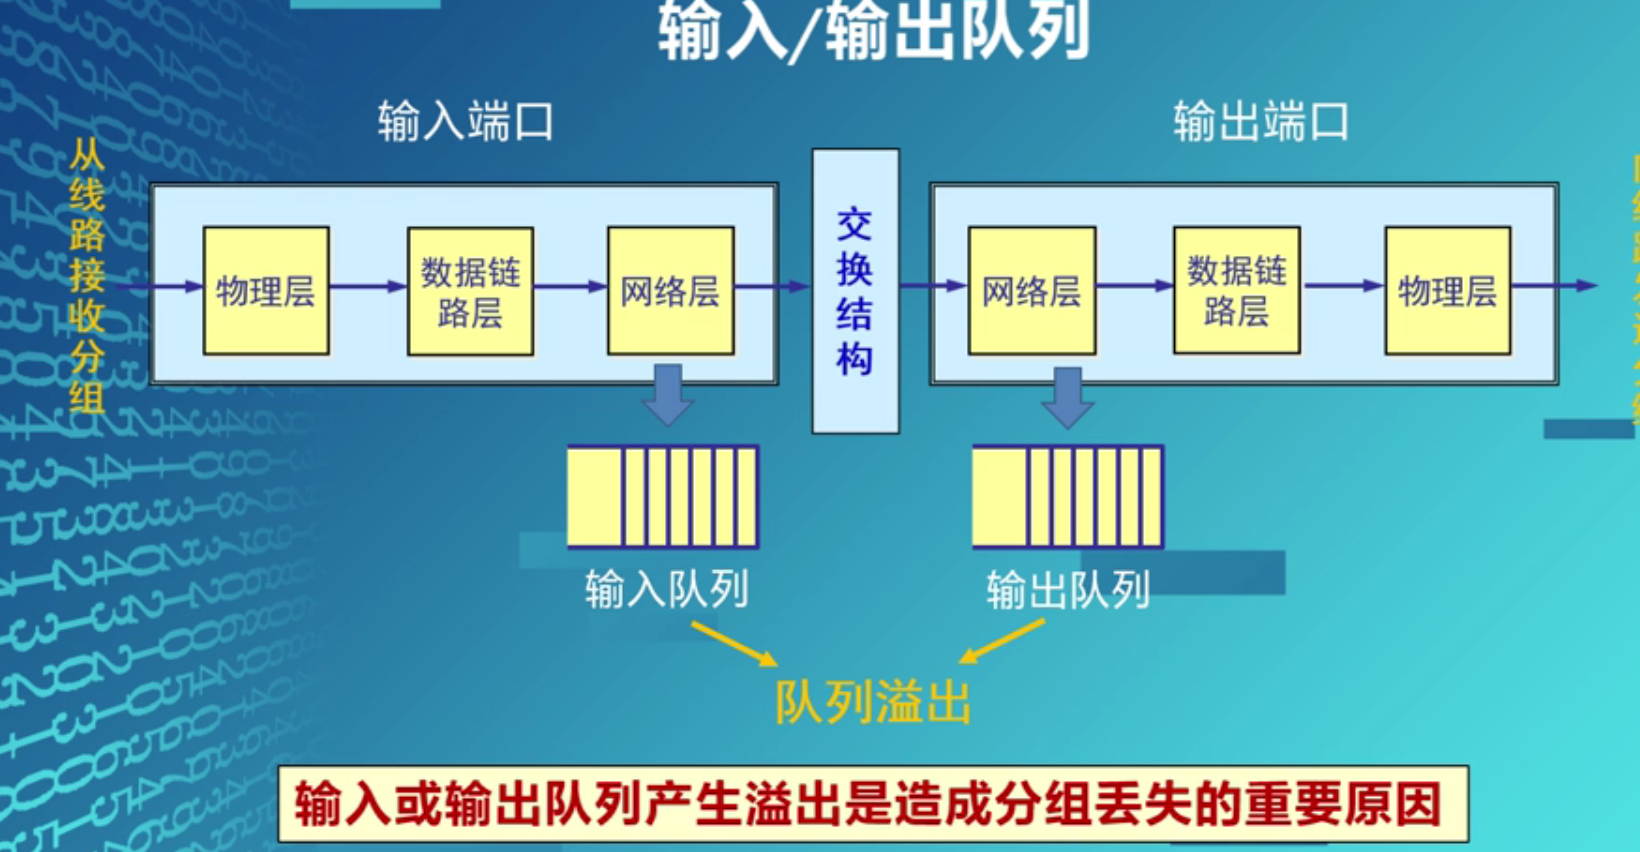 输入/输出队列
输入端口
输出端口
从线路接收分组
物理层
数据链
路层
网络层
交换结构
网络层
数据链
路层
物理层
输入队列
输出队列
队列溢出
输入或输出队列产生溢出是造成分组丢失的重要原因